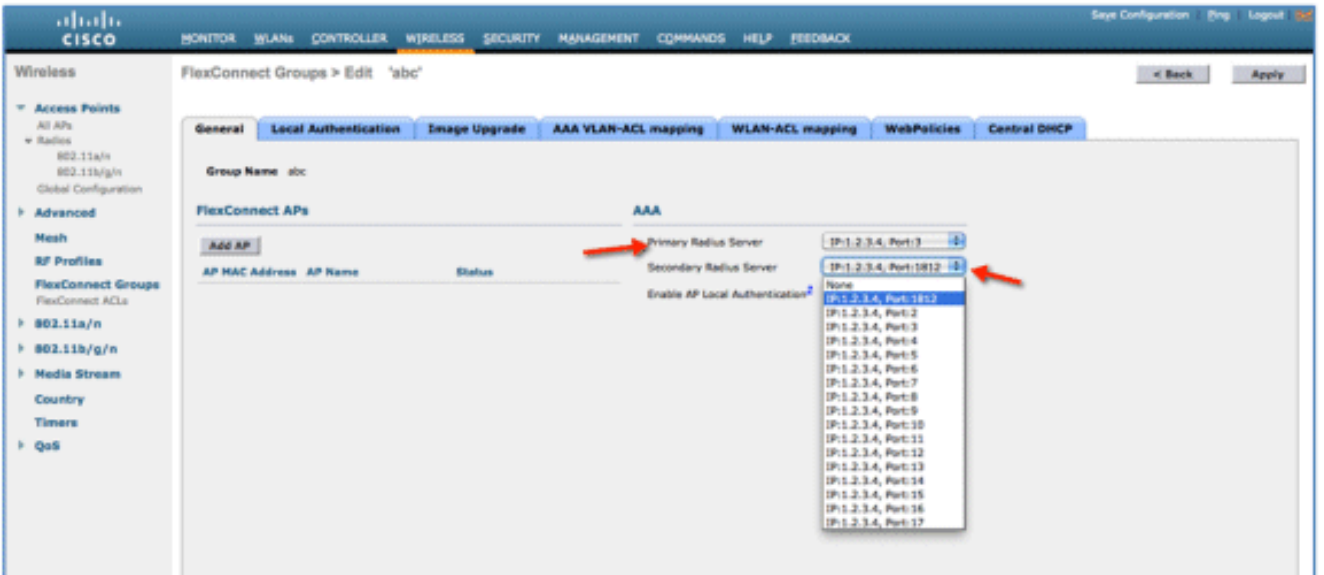 Save Configuration | Ping | Logout
CISCO
MONITOR WLANs CONTROLLER WIRELESS SECURITY MANAGEMENT COMMANDS HELP FEEDBACK
Wireless
Access Points
All APs
Radios
802.11a/n
802.11b/g/n
Global Configuration
Advanced
Mesh
RF Profiles
FlexConnect Groups
FlexConnect ACLs
802.11a/n
802.11b/g/n
Media Stream
Country
Timers
QoS
FlexConnect Groups > Edit 'abc'
< Back
Apply
General Local Authentication Image Upgrade AAA VLAN-ACL mapping WLAN-ACL mapping WebPolicies Central DHCP
Group Name abc
FlexConnect APs
Add AP
AP MAC Address AP Name Status
AAA
Primary Radius Server IP:1.2.3.4, Port:3
Secondary Radius Server IP:1.2.3.4, Port:1812
Enable AP Local Authentication2
None
IP:1.2.3.4, Port:1812
IP:1.2.3.4, Port:2
IP:1.2.3.4, Port:3
IP:1.2.3.4, Port:4
IP:1.2.3.4, Port:5
IP:1.2.3.4, Port:6
IP:1.2.3.4, Port:7
IP:1.2.3.4, Port:8
IP:1.2.3.4, Port:9
IP:1.2.3.4, Port:10
IP:1.2.3.4, Port:11
IP:1.2.3.4, Port:12
IP:1.2.3.4, Port:13
IP:1.2.3.4, Port:14
IP:1.2.3.4, Port:15
IP:1.2.3.4, Port:16
IP:1.2.3.4, Port:17